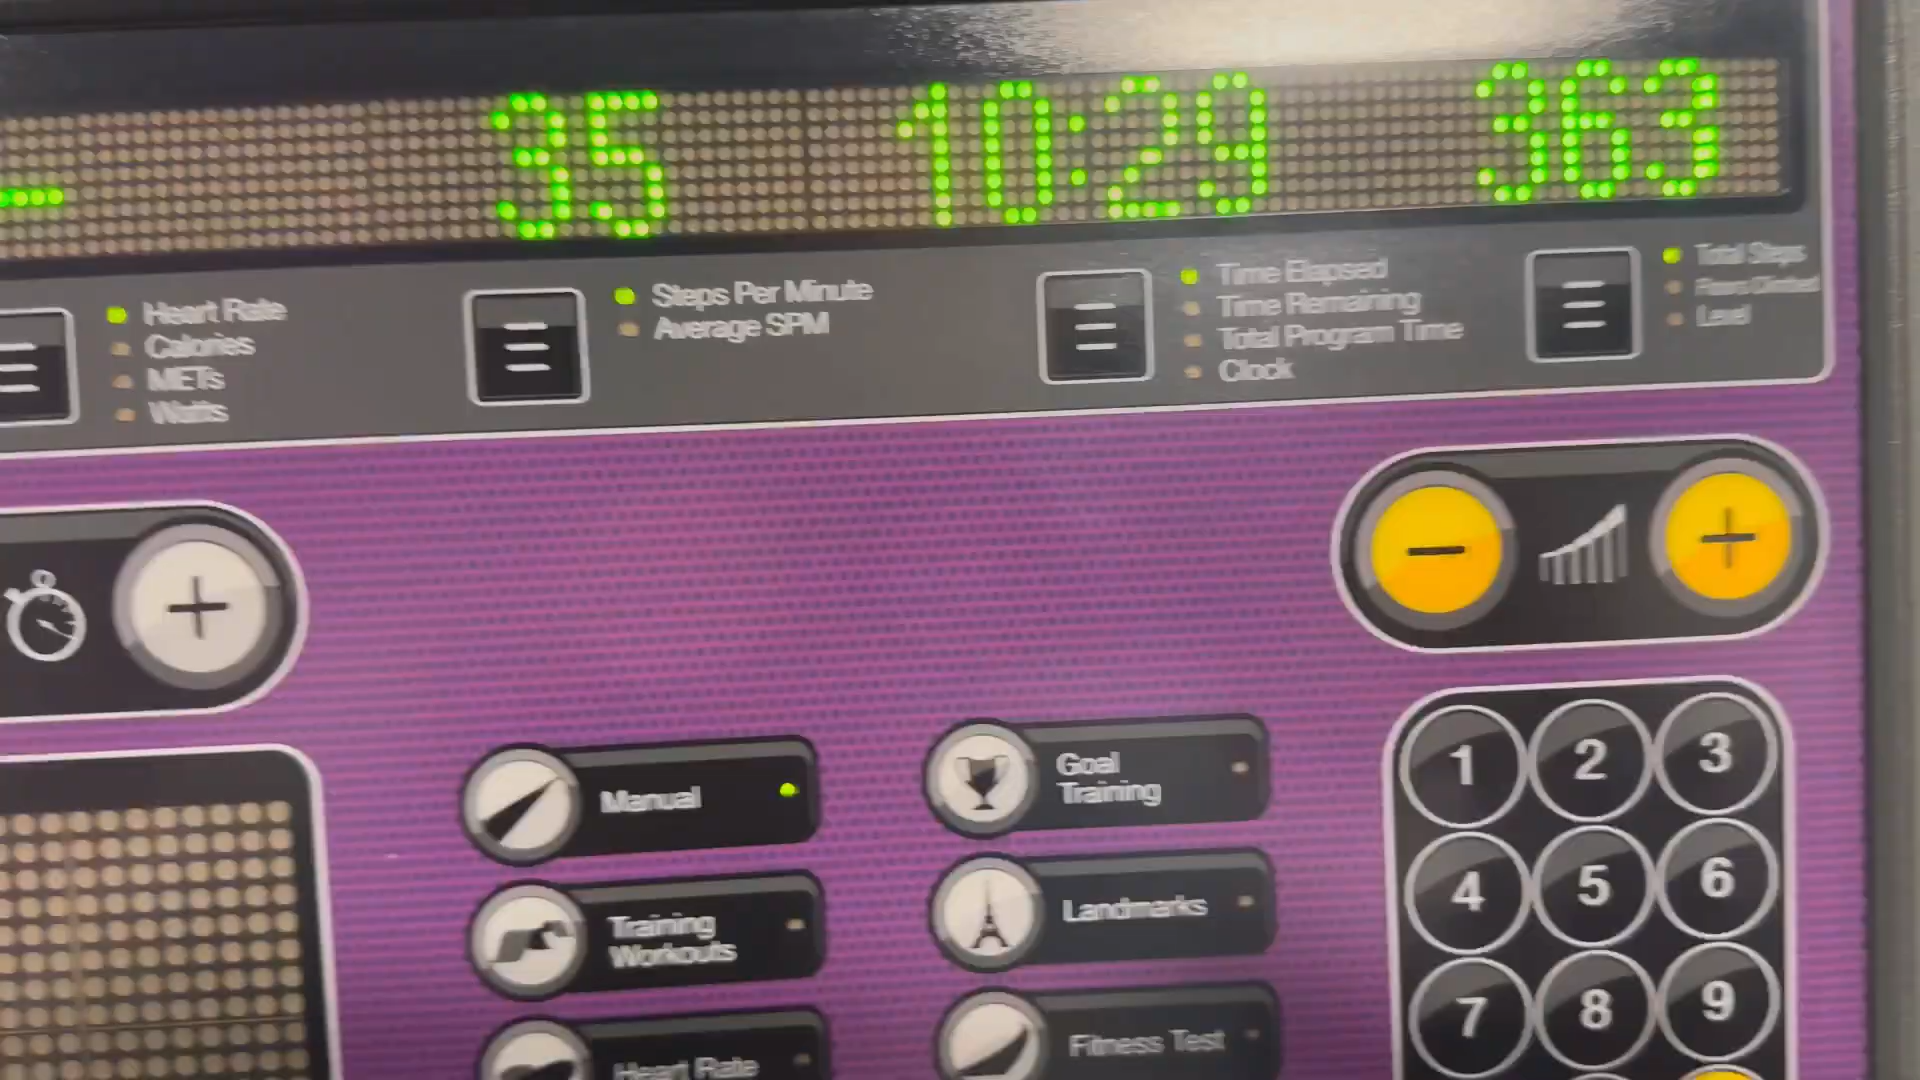 35 10:29 363
Heart Rate
Calories
METs
Watts
Steps Per Minute
Average SPM
Time Elapsed
Time Remaining
Total Program Time
Clock
Total Steps
Floors Climbed
Level
Manual
Goal
Training
Training
Workouts
Landmarks
Heart Rate
Fitness Test
1 2 3
4 5 6
7 8 9